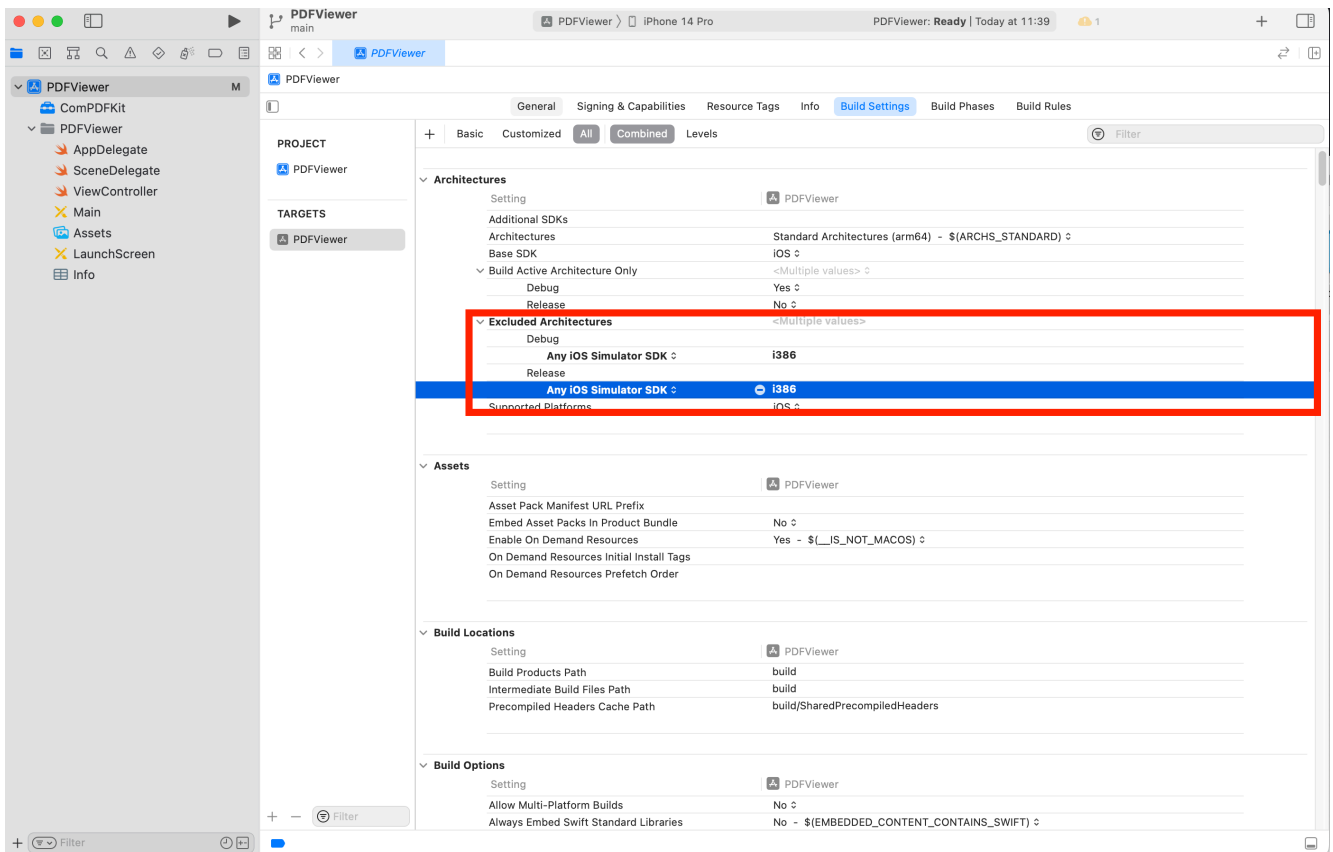 PDFViewer
main
PDFViewer 〉 iPhone 14 Pro
PDFViewer: Ready | Today at 11:39
1
PDFViewer
PDFViewer M
ComPDFKit
PDFViewer
AppDelegate
SceneDelegate
ViewController
Main
Assets
LaunchScreen
Info
Filter
PDFViewer
General Signing & Capabilities Resource Tags Info Build Settings Build Phases Build Rules
PROJECT
PDFViewer
TARGETS
PDFViewer
Filter
Basic Customized All Combined Levels Filter
Architectures
Setting PDFViewer
Additional SDKs
Architectures Standard Architectures (arm64) - $(ARCHS_STANDARD)
Base SDK iOS
Build Active Architecture Only <Multiple values>
Debug Yes
Release No
Excluded Architectures <Multiple values>
Debug
Any iOS Simulator SDK i386
Release
Any iOS Simulator SDK i386
Supported Platforms iOS
Assets
Setting PDFViewer
Asset Pack Manifest URL Prefix
Embed Asset Packs In Product Bundle No
Enable On Demand Resources Yes - $(__IS_NOT_MACOS)
On Demand Resources Initial Install Tags
On Demand Resources Prefetch Order
Build Locations
Setting PDFViewer
Build Products Path build
Intermediate Build Files Path build
Precompiled Headers Cache Path build/SharedPrecompiledHeaders
Build Options
Setting PDFViewer
Allow Multi-Platform Builds No
Always Embed Swift Standard Libraries No - $(EMBEDDED_CONTENT_CONTAINS_SWIFT)